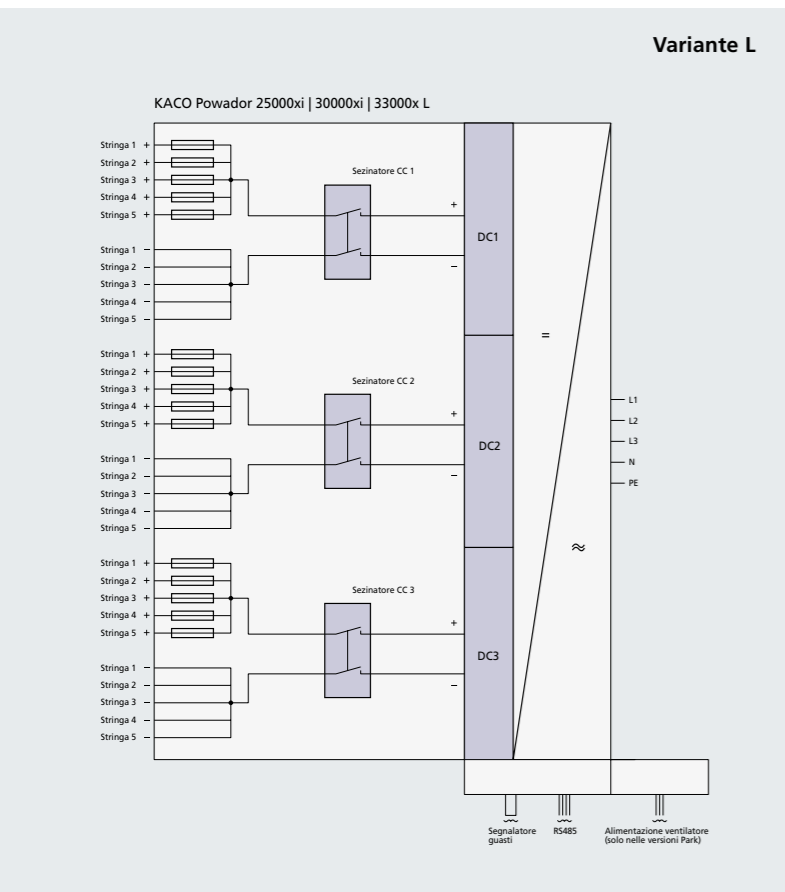 Variante L
KACO Powador 25000xi | 30000xi | 33000x L
Stringa 1 +
Stringa 2 +
Stringa 3 +
Stringa 4 +
Stringa 5 +
Sezinatore CC 1
+
DC1
Stringa 1 –
Stringa 2 –
Stringa 3 –
Stringa 4 –
Stringa 5 –
–
=
Stringa 1 +
Stringa 2 +
Stringa 3 +
Stringa 4 +
Stringa 5 +
Sezinatore CC 2
+
DC2
Stringa 1 –
Stringa 2 –
Stringa 3 –
Stringa 4 –
Stringa 5 –
–
L1
L2
L3
N
PE
≈
Stringa 1 +
Stringa 2 +
Stringa 3 +
Stringa 4 +
Stringa 5 +
Sezinatore CC 3
+
DC3
Stringa 1 –
Stringa 2 –
Stringa 3 –
Stringa 4 –
Stringa 5 –
–
Segnalatore
guasti
RS485
Alimentazione ventilatore
(solo nelle versioni Park)